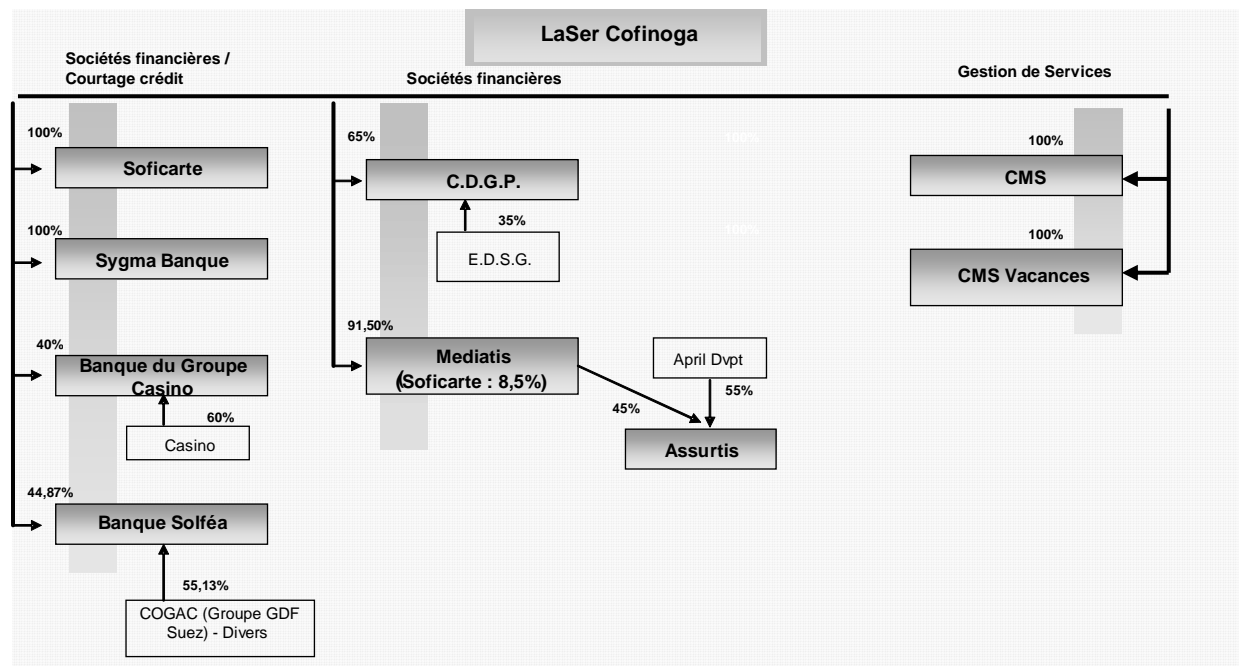 LaSer Cofinoga
Sociétés financières /
Courtage crédit
100%
Soficarte
100%
Sygma Banque
40%
Banque du Groupe
Casino
60%
Casino
44,87%
Banque Solféa
55,13%
COGAC (Groupe GDF
Suez) - Divers
Sociétés financières
65%
C.D.G.P.
35%
E.D.S.G.
91,50%
Mediatis
(Soficarte : 8,5%)
April Dvpt
45%
55%
Assurtis
100%
100%
Gestion de Services
100%
CMS
100%
CMS Vacances